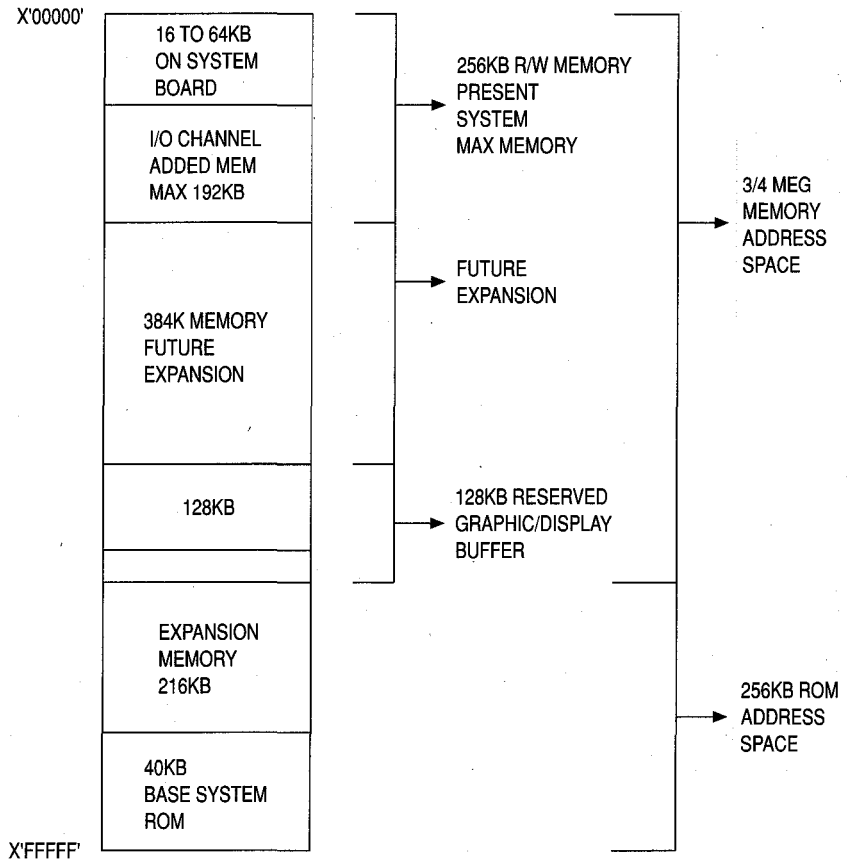 X'00000'
16 TO 64KB
ON SYSTEM
BOARD
I/O CHANNEL
ADDED MEM
MAX 192KB
384K MEMORY
FUTURE
EXPANSION
128KB
EXPANSION
MEMORY
216KB
40KB
BASE SYSTEM
ROM
X'FFFFF'
256KB R/W MEMORY
PRESENT
SYSTEM
MAX MEMORY
FUTURE
EXPANSION
128KB RESERVED
GRAPHIC/DISPLAY
BUFFER
3/4 MEG
MEMORY
ADDRESS
SPACE
256KB ROM
ADDRESS
SPACE